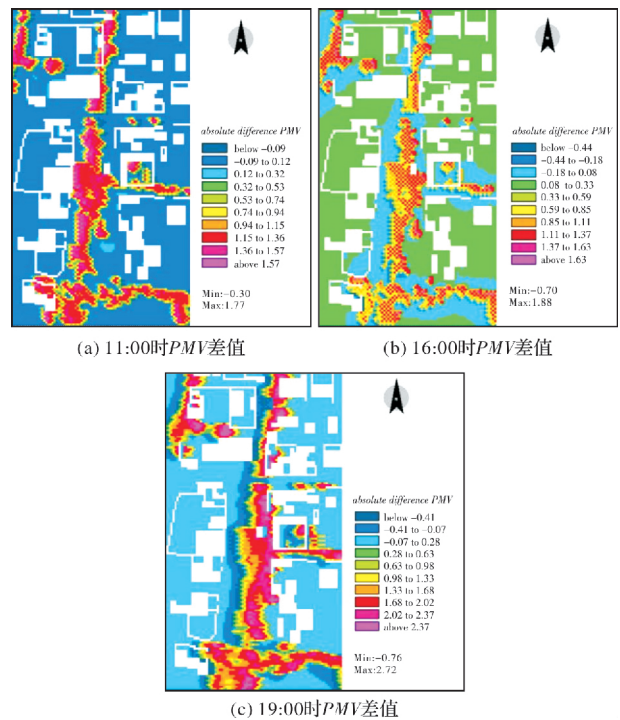 absolute difference PMV
below −0.09
−0.09 to 0.12
0.12 to 0.32
0.32 to 0.53
0.53 to 0.74
0.74 to 0.94
0.94 to 1.15
1.15 to 1.36
1.36 to 1.57
above 1.57
Min:−0.30
Max:1.77
(a) 11:00时PMV差值
absolute difference PMV
below −0.44
−0.44 to −0.18
−0.18 to 0.08
0.08 to 0.33
0.33 to 0.59
0.59 to 0.85
0.85 to 1.11
1.11 to 1.37
1.37 to 1.63
above 1.63
Min:−0.70
Max:1.88
(b) 16:00时PMV差值
absolute difference PMV
below −0.41
−0.41 to −0.07
−0.07 to 0.28
0.28 to 0.63
0.63 to 0.98
0.98 to 1.33
1.33 to 1.68
1.68 to 2.02
2.02 to 2.37
above 2.37
Min:−0.76
Max:2.72
(c) 19:00时PMV差值